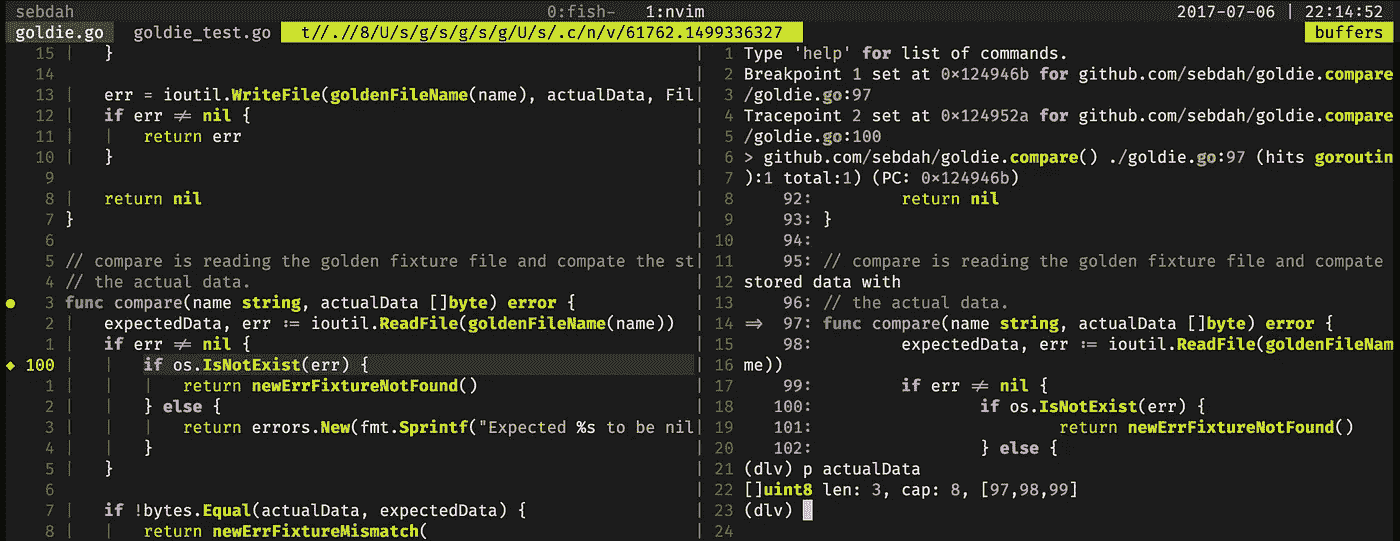 sebdah 0:fish- 1:nvim 2017-07-06 | 22:14:52
goldie.go goldie_test.go t//.//8/U/s/g/s/g/s/g/U/s/.c/n/v/61762.1499336327 buffers
15 }
14
13 err = ioutil.WriteFile(goldenFileName(name), actualData, Fil
12 if err ≠ nil {
11 return err
10 }
9
8 return nil
7 }
6
5 // compare is reading the golden fixture file and compate the st
4 // the actual data.
3 func compare(name string, actualData []byte) error {
2 expectedData, err := ioutil.ReadFile(goldenFileName(name))
1 if err ≠ nil {
100 if os.IsNotExist(err) {
1 return newErrFixtureNotFound()
2 } else {
3 return errors.New(fmt.Sprintf("Expected %s to be nil
4 }
5 }
6
7 if !bytes.Equal(actualData, expectedData) {
8 return newErrFixtureMismatch(
1 Type 'help' for list of commands.
2 Breakpoint 1 set at 0×124946b for github.com/sebdah/goldie.compare
3 /goldie.go:97
4 Tracepoint 2 set at 0×124952a for github.com/sebdah/goldie.compare
5 /goldie.go:100
6 > github.com/sebdah/goldie.compare() ./goldie.go:97 (hits goroutin
7 ):1 total:1) (PC: 0×124946b)
8 92: return nil
9 93: }
10 94:
11 95: // compare is reading the golden fixture file and compate
12 stored data with
13 96: // the actual data.
14 ⇒ 97: func compare(name string, actualData []byte) error {
15 98: expectedData, err := ioutil.ReadFile(goldenFileNam
16 me))
17 99: if err ≠ nil {
18 100: if os.IsNotExist(err) {
19 101: return newErrFixtureNotFound()
20 102: } else {
21 (dlv) p actualData
22 []uint8 len: 3, cap: 8, [97,98,99]
23 (dlv)
24